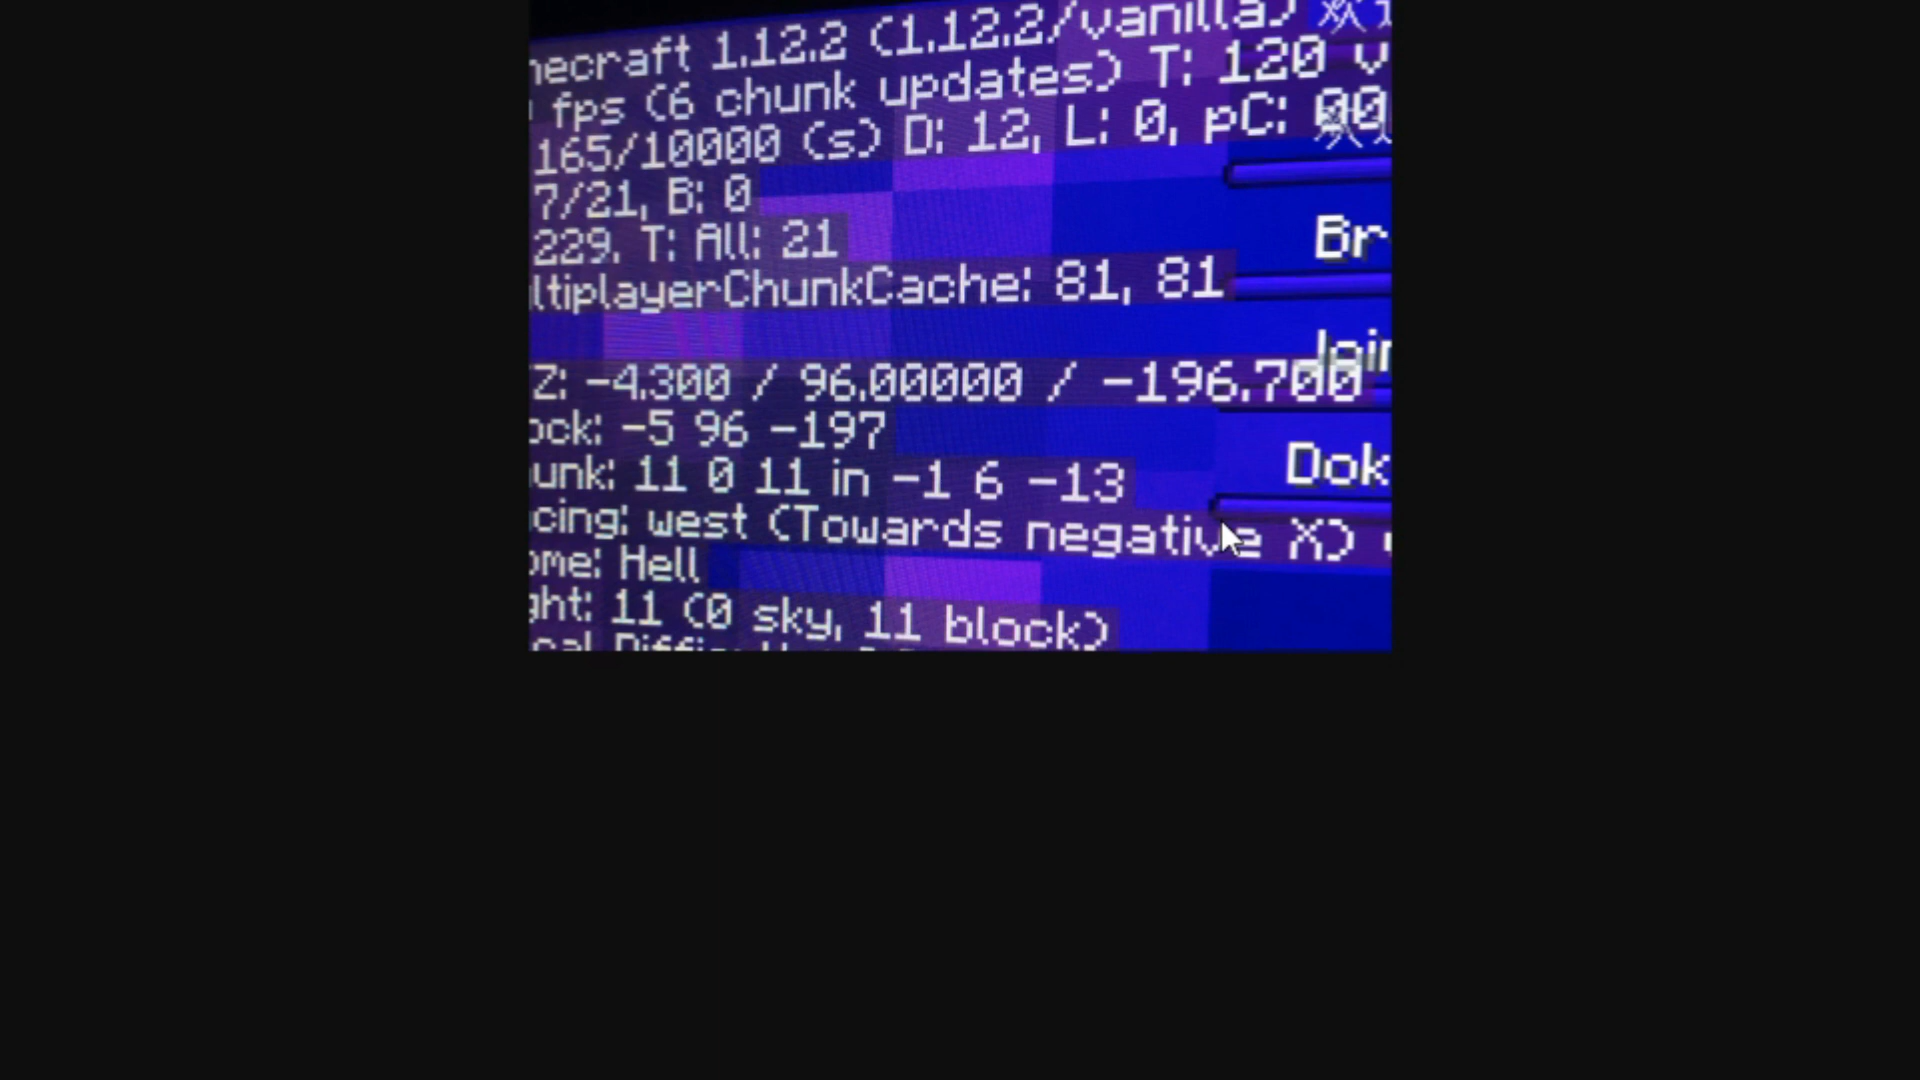 necraft 1.12.2 (1.12.2/vanilla)
fps (6 chunk updates) T: 120 v
165/10000 (s) D: 12, L: 0, pC: 00
7/21, B: 0
229. T: All: 21
ltiplayerChunkCache: 81, 81
Z: -4.300 / 96.00000 / -196.700
ock: -5 96 -197
unk: 11 0 11 in -1 6 -13
cing: west (Towards negative X)
ome: Hell
ght: 11 (0 sky, 11 block)
Br
Join
Dok